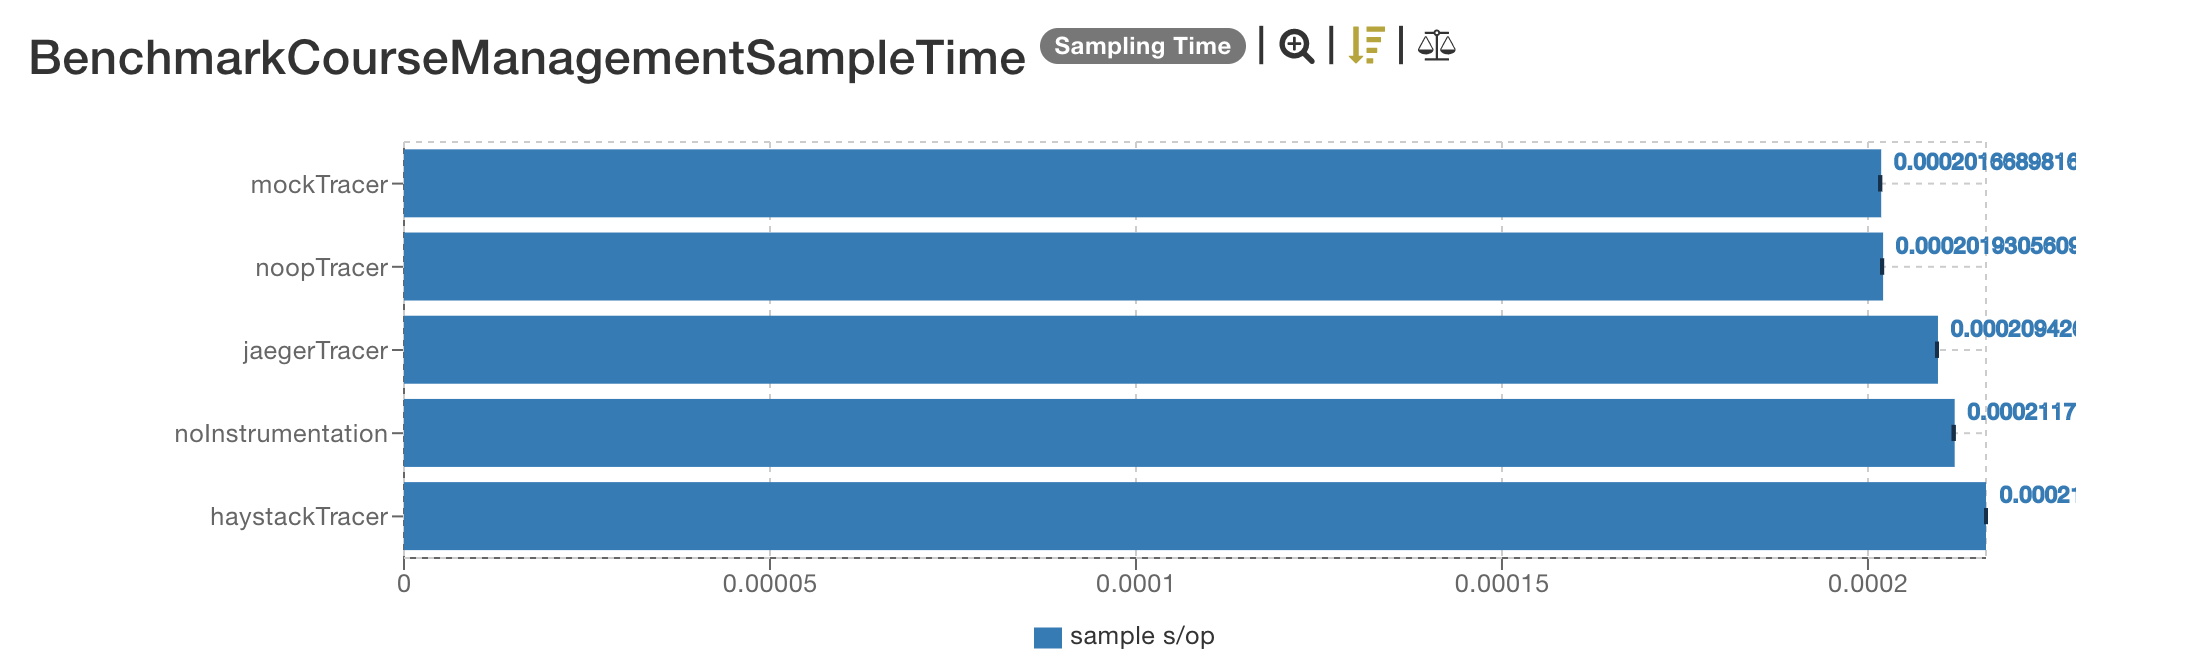 BenchmarkCourseManagementSampleTime Sampling Time
mockTracer 0.0002016689816
noopTracer 0.0002019305609
jaegerTracer 0.000209420
noInstrumentation 0.0002117
haystackTracer 0.00021
0 0.00005 0.0001 0.00015 0.0002
sample s/op